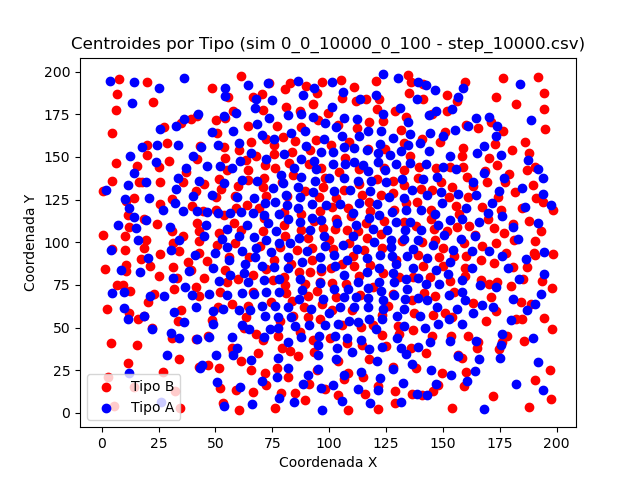 Centroides por Tipo (sim 0_0_10000_0_100 - step_10000.csv)
200
175
150
125
100
75
50
25
0
Coordenada Y
Tipo B
Tipo A
0 25 50 75 100 125 150 175 200
Coordenada X